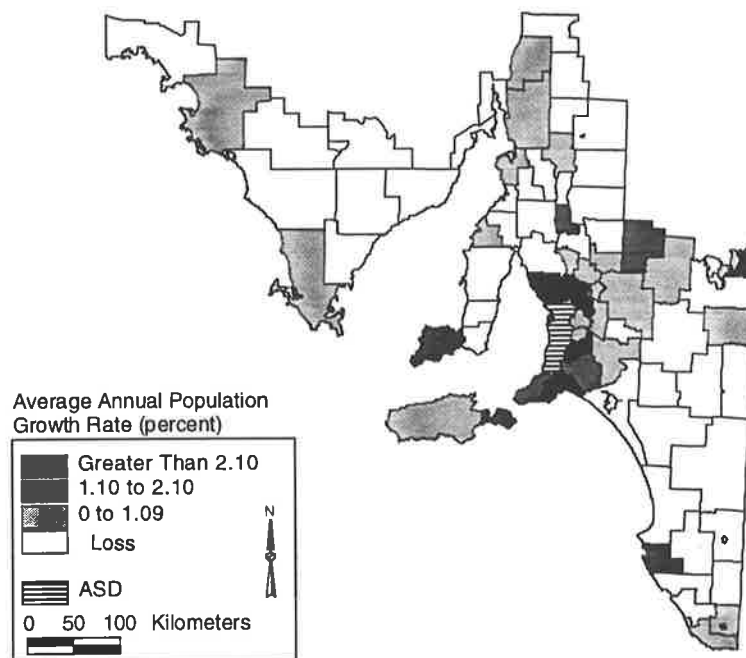 Average Annual Population
Growth Rate (percent)
Greater Than 2.10
1.10 to 2.10
0 to 1.09
Loss
N
ASD
0 50 100 Kilometers